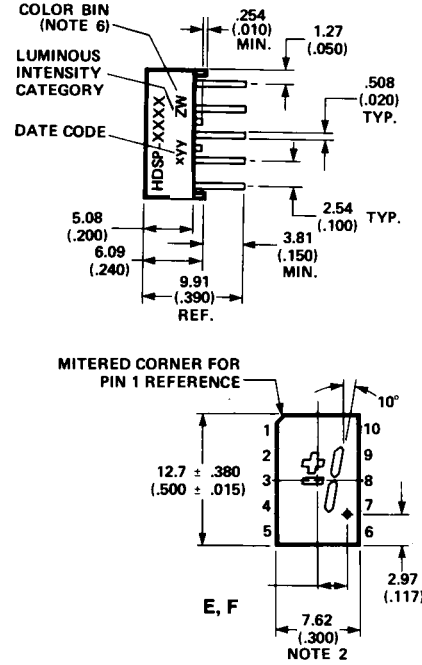 COLOR BIN
(NOTE 6)
LUMINOUS
INTENSITY
CATEGORY
DATE CODE
.254
(.010)
MIN.
1.27
(.050)
.508
(.020)
TYP.
HDSP-XXXX
xyy ZW
5.08
(.200)
6.09
(.240)
9.91
(.390)
REF.
2.54
(.100)
TYP.
3.81
(.150)
MIN.
MITERED CORNER FOR
PIN 1 REFERENCE
10°
1
2
3
4
5
10
9
8
7
6
12.7 ± .380
(.500 ± .015)
2.97
(.117)
E, F
7.62
(.300)
NOTE 2